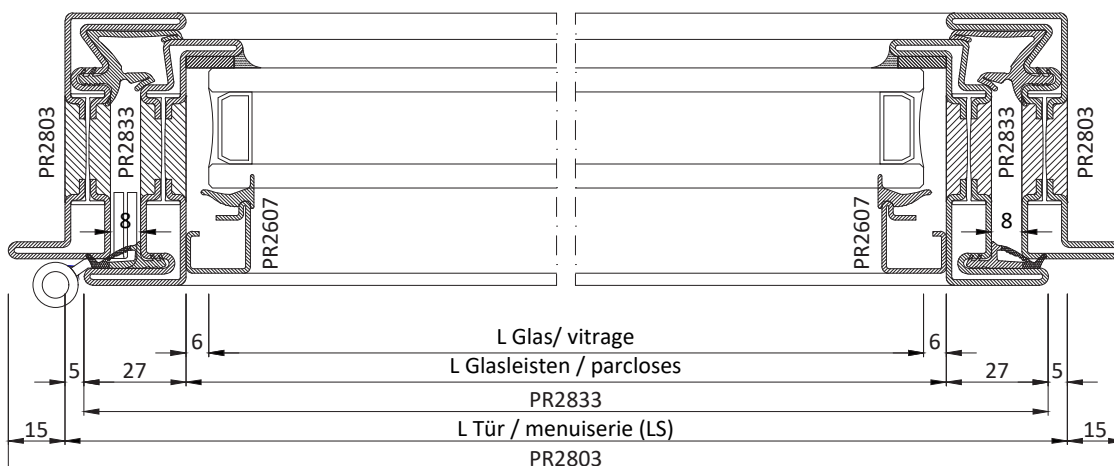 PR2803 PR2833 PR2833 PR2803
8 8
PR2607 PR2607
L Glas/ vitrage
6 6
L Glasleisten / parcloses
5 27 27 5
PR2833
L Tür / menuiserie (LS)
15 15
PR2803